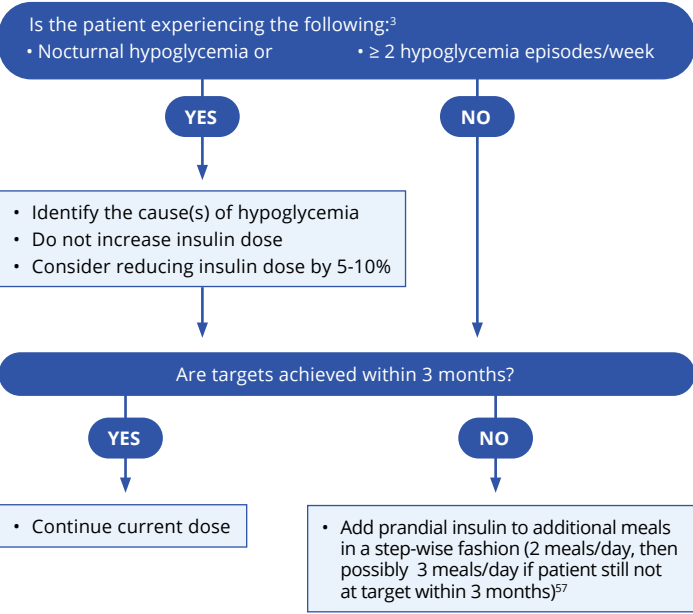 Is the patient experiencing the following:³
• Nocturnal hypoglycemia or • ≥ 2 hypoglycemia episodes/week
YES
NO
• Identify the cause(s) of hypoglycemia
• Do not increase insulin dose
• Consider reducing insulin dose by 5-10%
Are targets achieved within 3 months?
YES
NO
• Continue current dose
• Add prandial insulin to additional meals
in a step-wise fashion (2 meals/day, then
possibly 3 meals/day if patient still not
at target within 3 months)⁵⁷